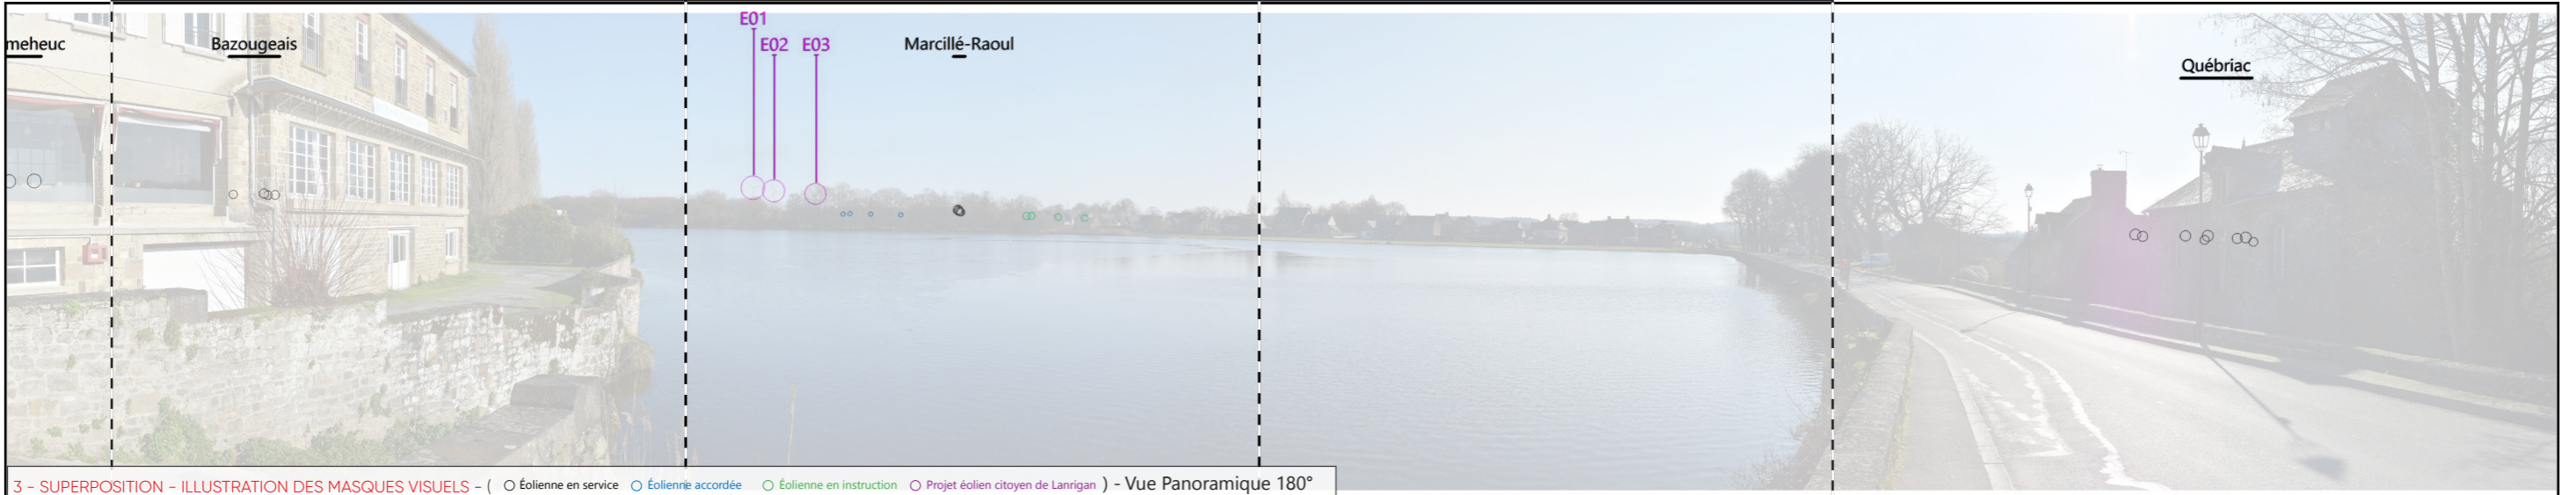 E01
meheuc
Bazougeais
E02
E03
Marcillé-Raoul
Québriac
3 - SUPERPOSITION - ILLUSTRATION DES MASQUES VISUELS - ( Éolienne en service Éolienne accordée Éolienne en instruction Projet éolien citoyen de Lanrigan ) - Vue Panoramique 180°